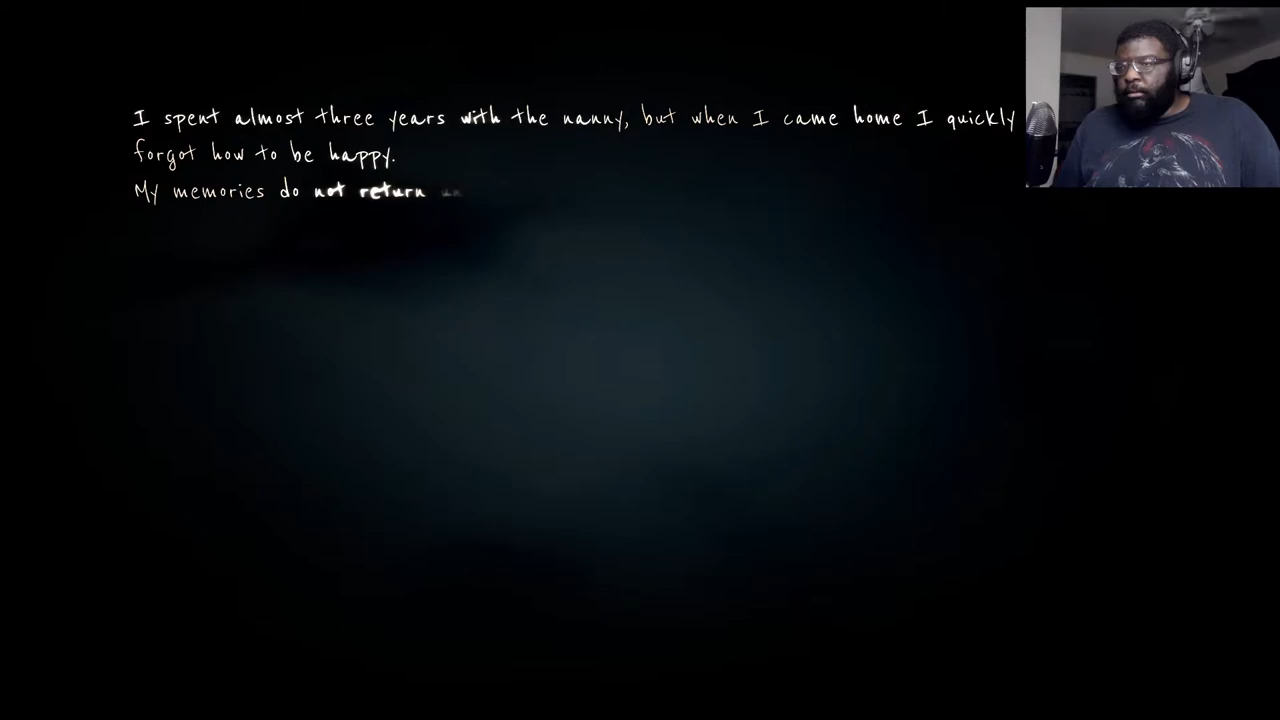 I spent almost three years with the nanny, but when I came home I quickly
forgot how to be happy.
My memories do not return